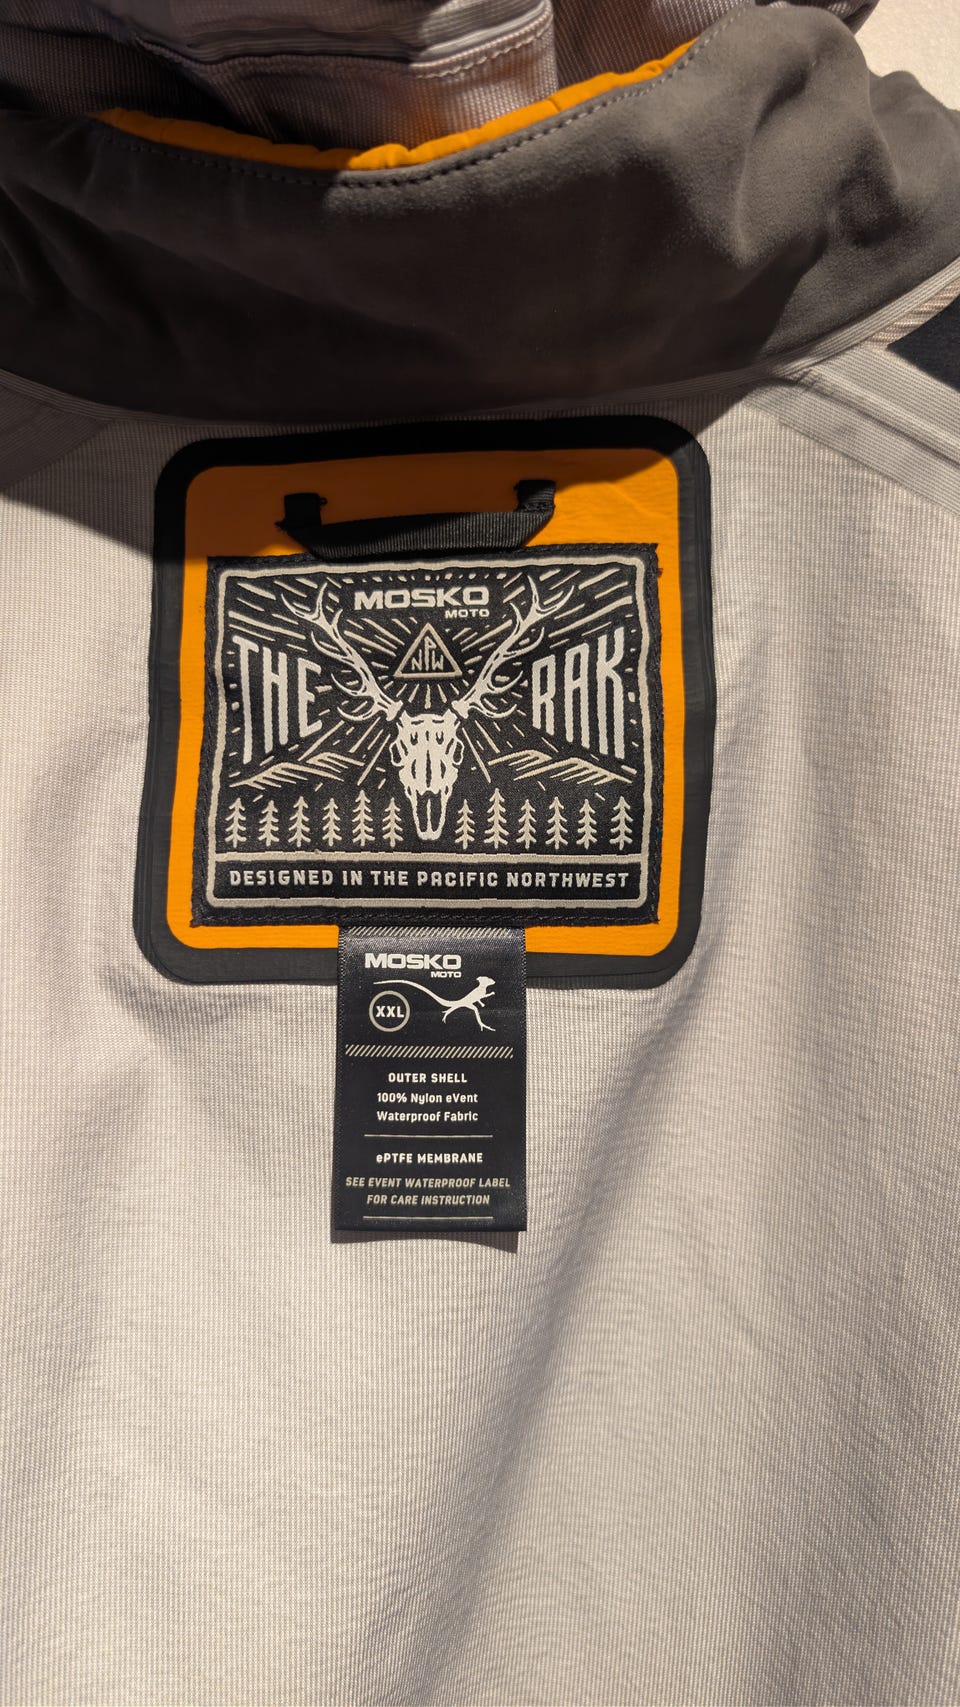 MOSKO
MOTO
NPW
THE RAK
DESIGNED IN THE PACIFIC NORTHWEST
MOSKO
MOTO
XXL
OUTER SHELL
100% Nylon eVent
Waterproof Fabric
ePTFE MEMBRANE
SEE EVENT WATERPROOF LABEL
FOR CARE INSTRUCTION